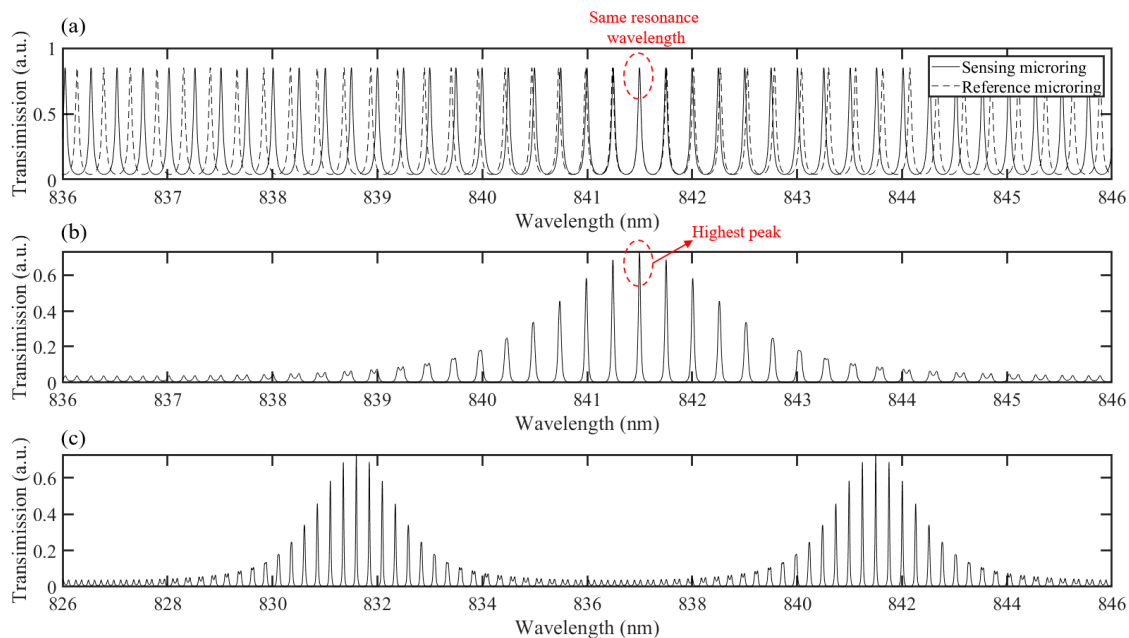 (a)
Same resonance
wavelength
Transimission (a.u.)
1
0.5
0
Sensing microring
Reference microring
836 837 838 839 840 841 842 843 844 845 846
Wavelength (nm)
(b)
Highest peak
Transimission (a.u.)
0.6
0.4
0.2
0
836 837 838 839 840 841 842 843 844 845 846
Wavelength (nm)
(c)
Transimission (a.u.)
0.6
0.4
0.2
0
826 828 830 832 834 836 838 840 842 844 846
Wavelength (nm)